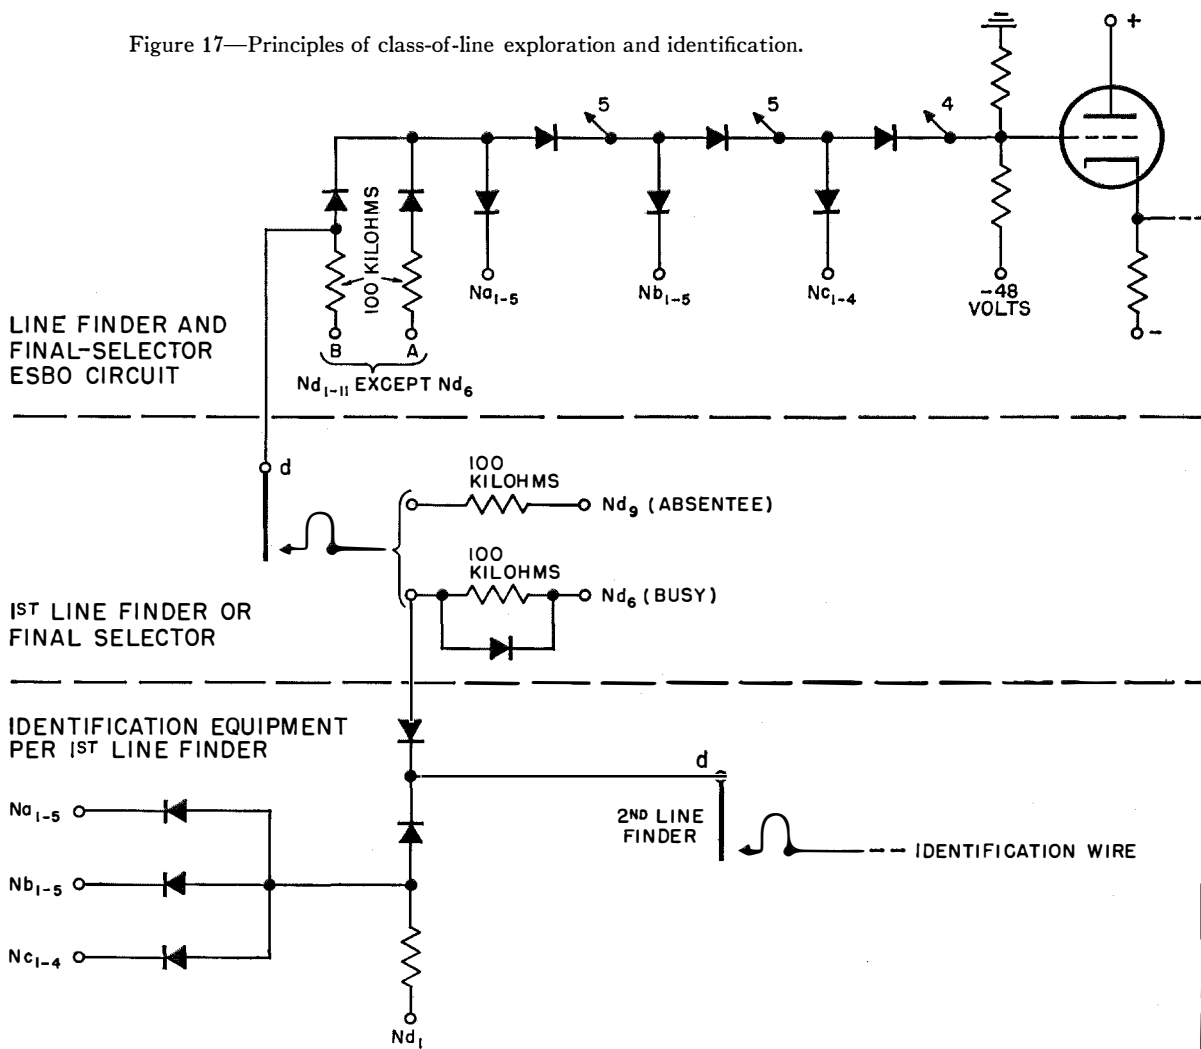 Figure 17—Principles of class-of-line exploration and identification.
+
5
5
4
100 KILOHMS
Na₁₋₅
Nb₁₋₅
Nc₁₋₄
-48
VOLTS
-
B
A
Nd₁₋₁₁ EXCEPT Nd₆
LINE FINDER AND
FINAL-SELECTOR
ESBO CIRCUIT
d
100
KILOHMS
Nd₉ (ABSENTEE)
100
KILOHMS
Nd₆ (BUSY)
1ST LINE FINDER OR
FINAL SELECTOR
IDENTIFICATION EQUIPMENT
PER 1ST LINE FINDER
d
Na₁₋₅
2ND LINE
FINDER
IDENTIFICATION WIRE
Nb₁₋₅
Nc₁₋₄
Nd₁